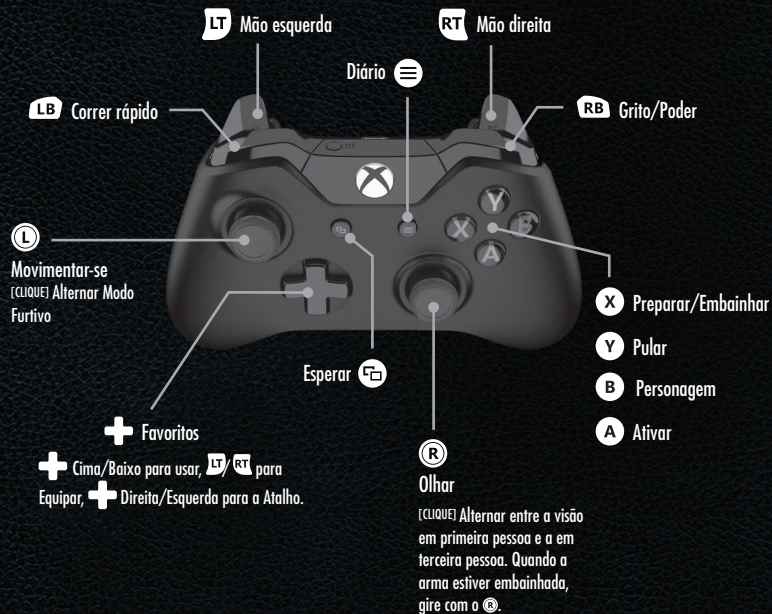 LT Mão esquerda
RT Mão direita
Diário
LB Correr rápido
RB Grito/Poder
Y
X
B
A
L
Movimentar-se
[CLIQUE] Alternar Modo
Furtivo
X Preparar/Embainhar
Y Pular
B Personagem
A Ativar
Esperar
Favoritos
Cima/Baixo para usar, LT/RT para
Equipar, Direita/Esquerda para a Atalho.
R
Olhar
[CLIQUE] Alternar entre a visão
em primeira pessoa e a em
terceira pessoa. Quando a
arma estiver embainhada,
gire com o R.